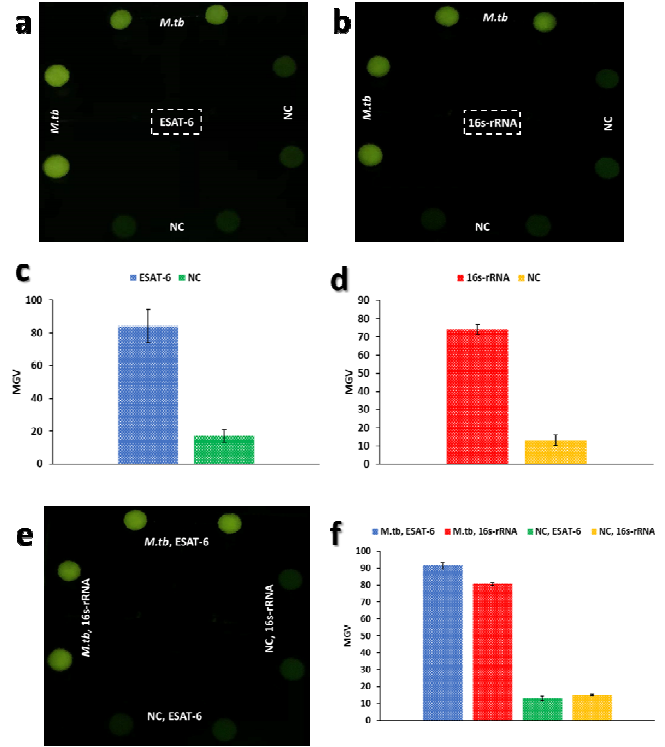 a
M.tb
M.tb
ESAT-6
NC
NC
b
M.tb
M.tb
16s-rRNA
NC
NC
c
ESAT-6 NC
100
80
60
40
20
0
MGV
d
16s-rRNA NC
90
80
70
60
50
40
30
20
10
0
MGV
e
M.tb, ESAT-6
M.tb, 16s-rRNA
NC, 16s-rRNA
NC, ESAT-6
f
M.tb, ESAT-6 M.tb, 16s-rRNA NC, ESAT-6 NC, 16s-rRNA
100
90
80
70
60
50
40
30
20
10
0
MGV